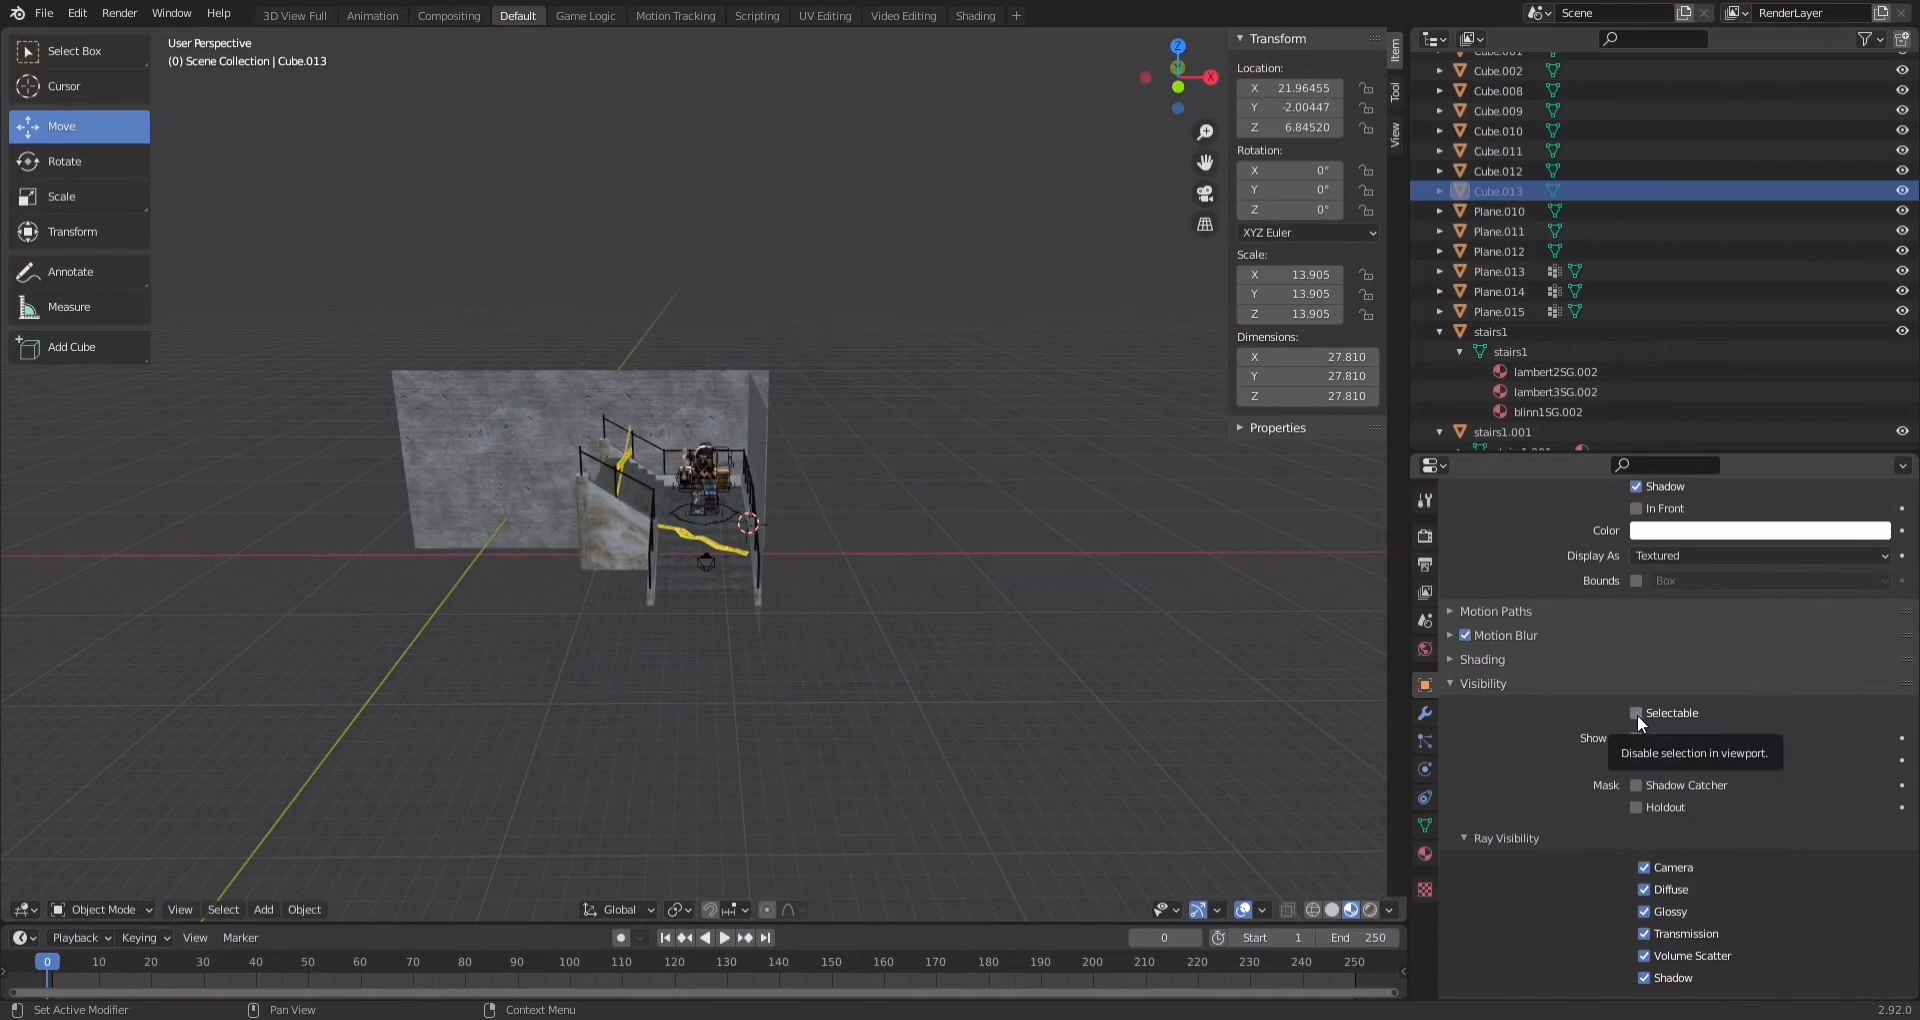 File Edit Render Window Help 3D View Full Animation Compositing Default Game Logic Motion Tracking Scripting UV Editing Video Editing Shading + Scene RenderLayer
Select Box
Cursor
Move
Rotate
Scale
Transform
Annotate
Measure
Add Cube
User Perspective
(0) Scene Collection | Cube.013
Z
X
Transform
Location:
X 21.96455
Y -2.00447
Z 6.84520
Rotation:
X 0°
Y 0°
Z 0°
XYZ Euler
Scale:
X 13.905
Y 13.905
Z 13.905
Dimensions:
X 27.810
Y 27.810
Z 27.810
Properties
Item
Tool
View
Cube.001
Cube.002
Cube.008
Cube.009
Cube.010
Cube.011
Cube.012
Cube.013
Plane.010
Plane.011
Plane.012
Plane.013
Plane.014
Plane.015
stairs1
stairs1
lambert2SG.002
lambert3SG.002
blinn1SG.002
stairs1.001
Shadow
In Front
Color
Display As Textured
Bounds Box
Motion Paths
Motion Blur
Shading
Visibility
Selectable
Show
Disable selection in viewport.
Mask Shadow Catcher
Holdout
Ray Visibility
Camera
Diffuse
Glossy
Transmission
Volume Scatter
Shadow
Object Mode View Select Add Object Global
Playback Keying View Marker 0 Start 1 End 250
0 10 20 30 40 50 60 70 80 90 100 110 120 130 140 150 160 170 180 190 200 210 220 230 240 250
Set Active Modifier Pan View Context Menu 2.92.0